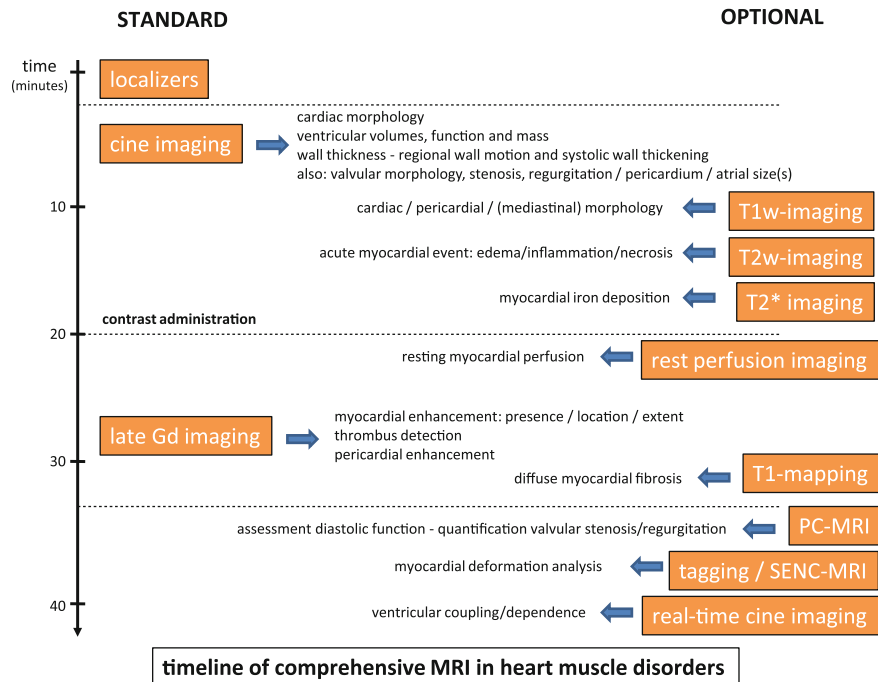 STANDARD
OPTIONAL
time
(minutes)
localizers
cine imaging
cardiac morphology
ventricular volumes, function and mass
wall thickness - regional wall motion and systolic wall thickening
also: valvular morphology, stenosis, regurgitation / pericardium / atrial size(s)
10
cardiac / pericardial / (mediastinal) morphology
T1w-imaging
acute myocardial event: edema/inflammation/necrosis
T2w-imaging
myocardial iron deposition
T2* imaging
contrast administration
20
resting myocardial perfusion
rest perfusion imaging
late Gd imaging
myocardial enhancement: presence / location / extent
thrombus detection
pericardial enhancement
30
diffuse myocardial fibrosis
T1-mapping
assessment diastolic function - quantification valvular stenosis/regurgitation
PC-MRI
myocardial deformation analysis
tagging / SENC-MRI
40
ventricular coupling/dependence
real-time cine imaging
timeline of comprehensive MRI in heart muscle disorders